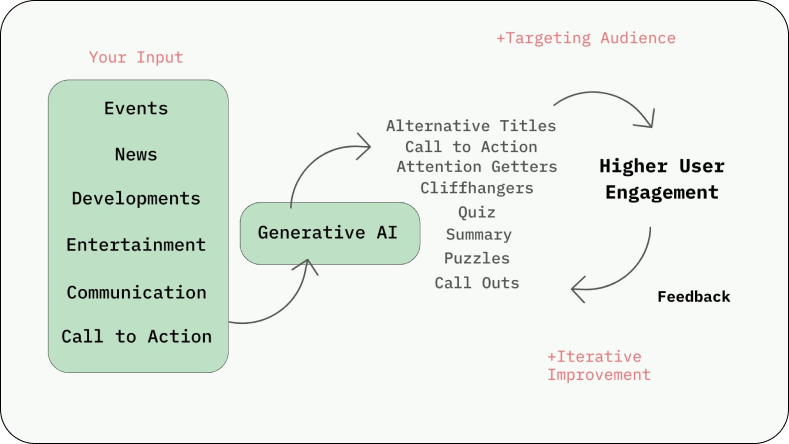 Your Input
Events
News
Developments
Entertainment
Communication
Call to Action
Generative AI
Alternative Titles
Call to Action
Attention Getters
Cliffhangers
Quiz
Summary
Puzzles
Call Outs
+Targeting Audience
Higher User
Engagement
Feedback
+Iterative
Improvement